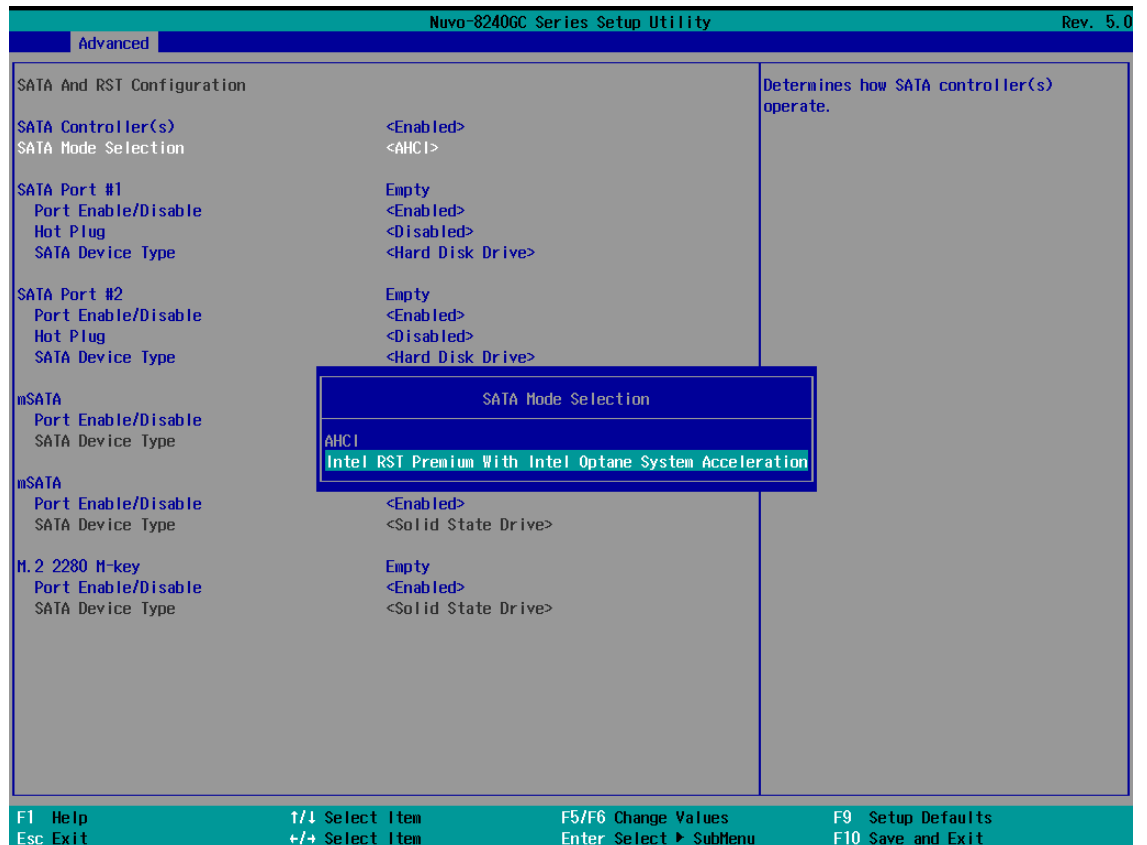 Nuvo-8240GC Series Setup Utility Rev. 5.0
Advanced
SATA And RST Configuration
Determines how SATA controller(s)
operate.
SATA Controller(s) <Enabled>
SATA Mode Selection <AHCI>
SATA Port #1 Empty
Port Enable/Disable <Enabled>
Hot Plug <Disabled>
SATA Device Type <Hard Disk Drive>
SATA Port #2 Empty
Port Enable/Disable <Enabled>
Hot Plug <Disabled>
SATA Device Type <Hard Disk Drive>
mSATA
Port Enable/Disable
SATA Device Type
SATA Mode Selection
AHCI
Intel RST Premium With Intel Optane System Acceleration
mSATA
Port Enable/Disable <Enabled>
SATA Device Type <Solid State Drive>
M.2 2280 M-key Empty
Port Enable/Disable <Enabled>
SATA Device Type <Solid State Drive>
F1 Help ↑/↓ Select Item F5/F6 Change Values F9 Setup Defaults
Esc Exit ←/→ Select Item Enter Select ▶ SubMenu F10 Save and Exit